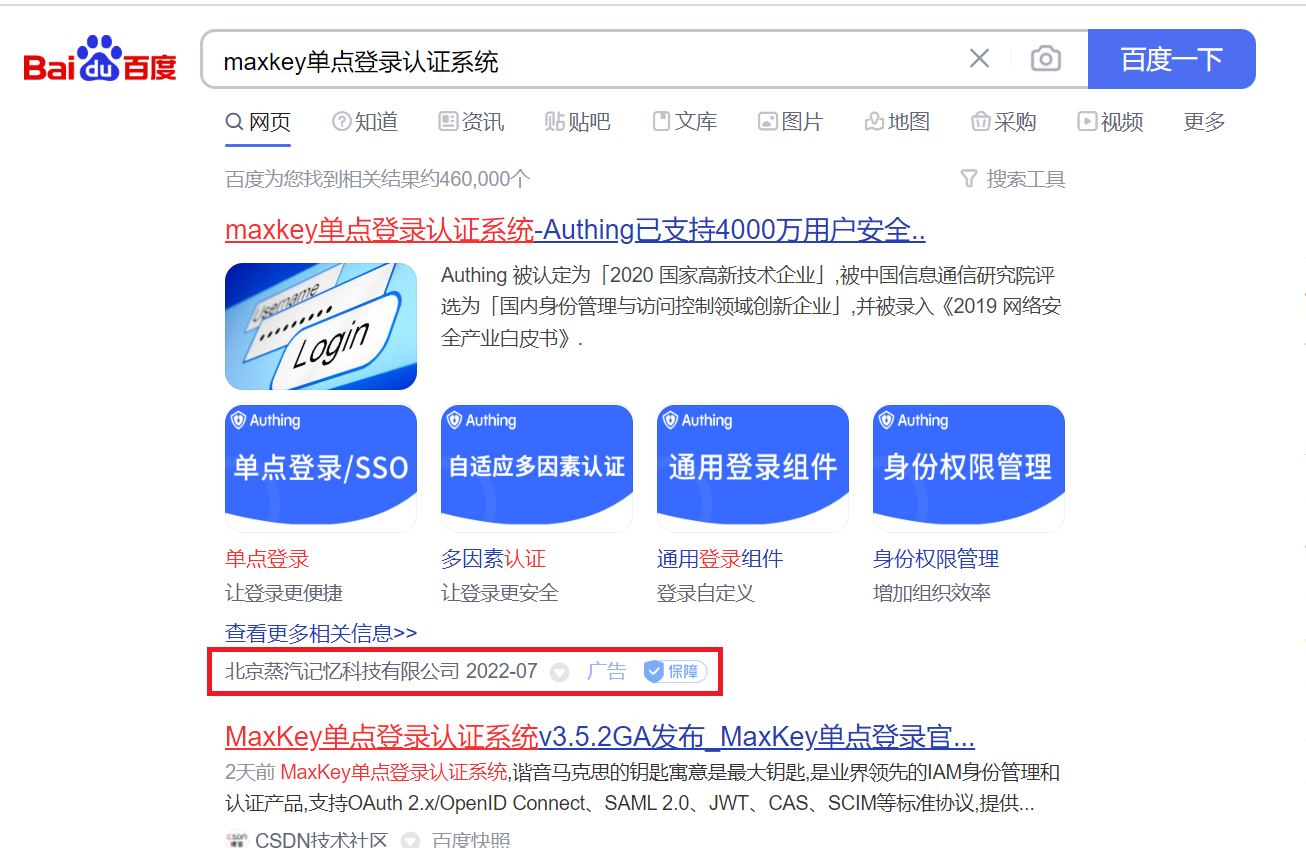 Bai du 百度
maxkey单点登录认证系统
百度一下
网页 知道 资讯 贴吧 文库 图片 地图 采购 视频 更多
百度为您找到相关结果约460,000个 搜索工具
maxkey单点登录认证系统-Authing已支持4000万用户安全..
Username
Login
Authing 被认定为「2020 国家高新技术企业」,被中国信息通信研究院评
选为「国内身份管理与访问控制领域创新企业」,并被录入《2019 网络安
全产业白皮书》.
Authing Authing Authing Authing
单点登录/SSO 自适应多因素认证 通用登录组件 身份权限管理
单点登录 多因素认证 通用登录组件 身份权限管理
让登录更便捷 让登录更安全 登录自定义 增加组织效率
查看更多相关信息>>
北京蒸汽记忆科技有限公司 2022-07 广告 保障
MaxKey单点登录认证系统v3.5.2GA发布_MaxKey单点登录官...
2天前 MaxKey单点登录认证系统,谐音马克思的钥匙寓意是最大钥匙,是业界领先的IAM身份管理和
认证产品,支持OAuth 2.x/OpenID Connect、SAML 2.0、JWT、CAS、SCIM等标准协议,提供...
CSDN CSDN技术社区 百度快照